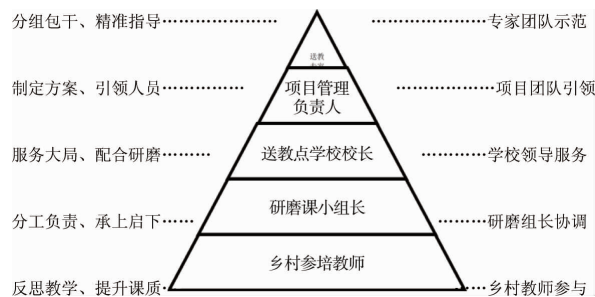 分组包干、精准指导 送教 专家团队示范
制定方案、引领人员 项目管理负责人 项目团队引领
服务大局、配合研磨 送教点学校校长 学校领导服务
分工负责、承上启下 研磨课小组长 研磨组长协调
反思教学、提升课质 乡村参培教师 乡村教师参与